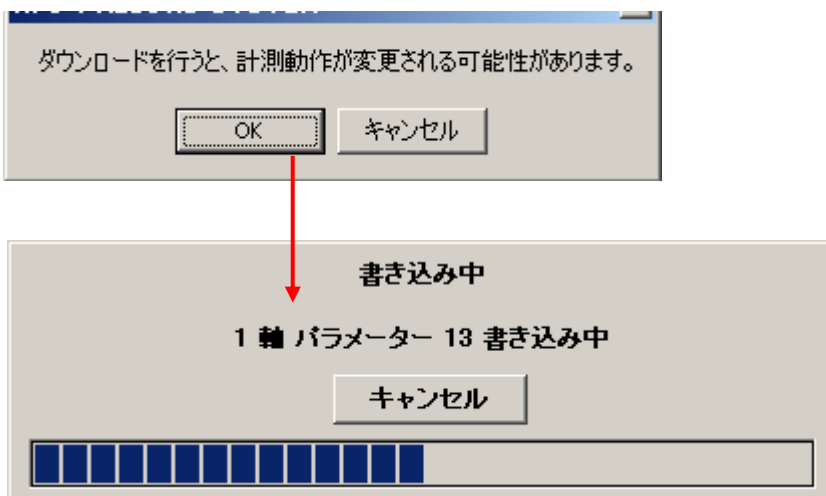 ダウンロードを行うと、計測動作が変更される可能性があります。
OK
キャンセル
書き込み中
1 軸 パラメーター 13 書き込み中
キャンセル